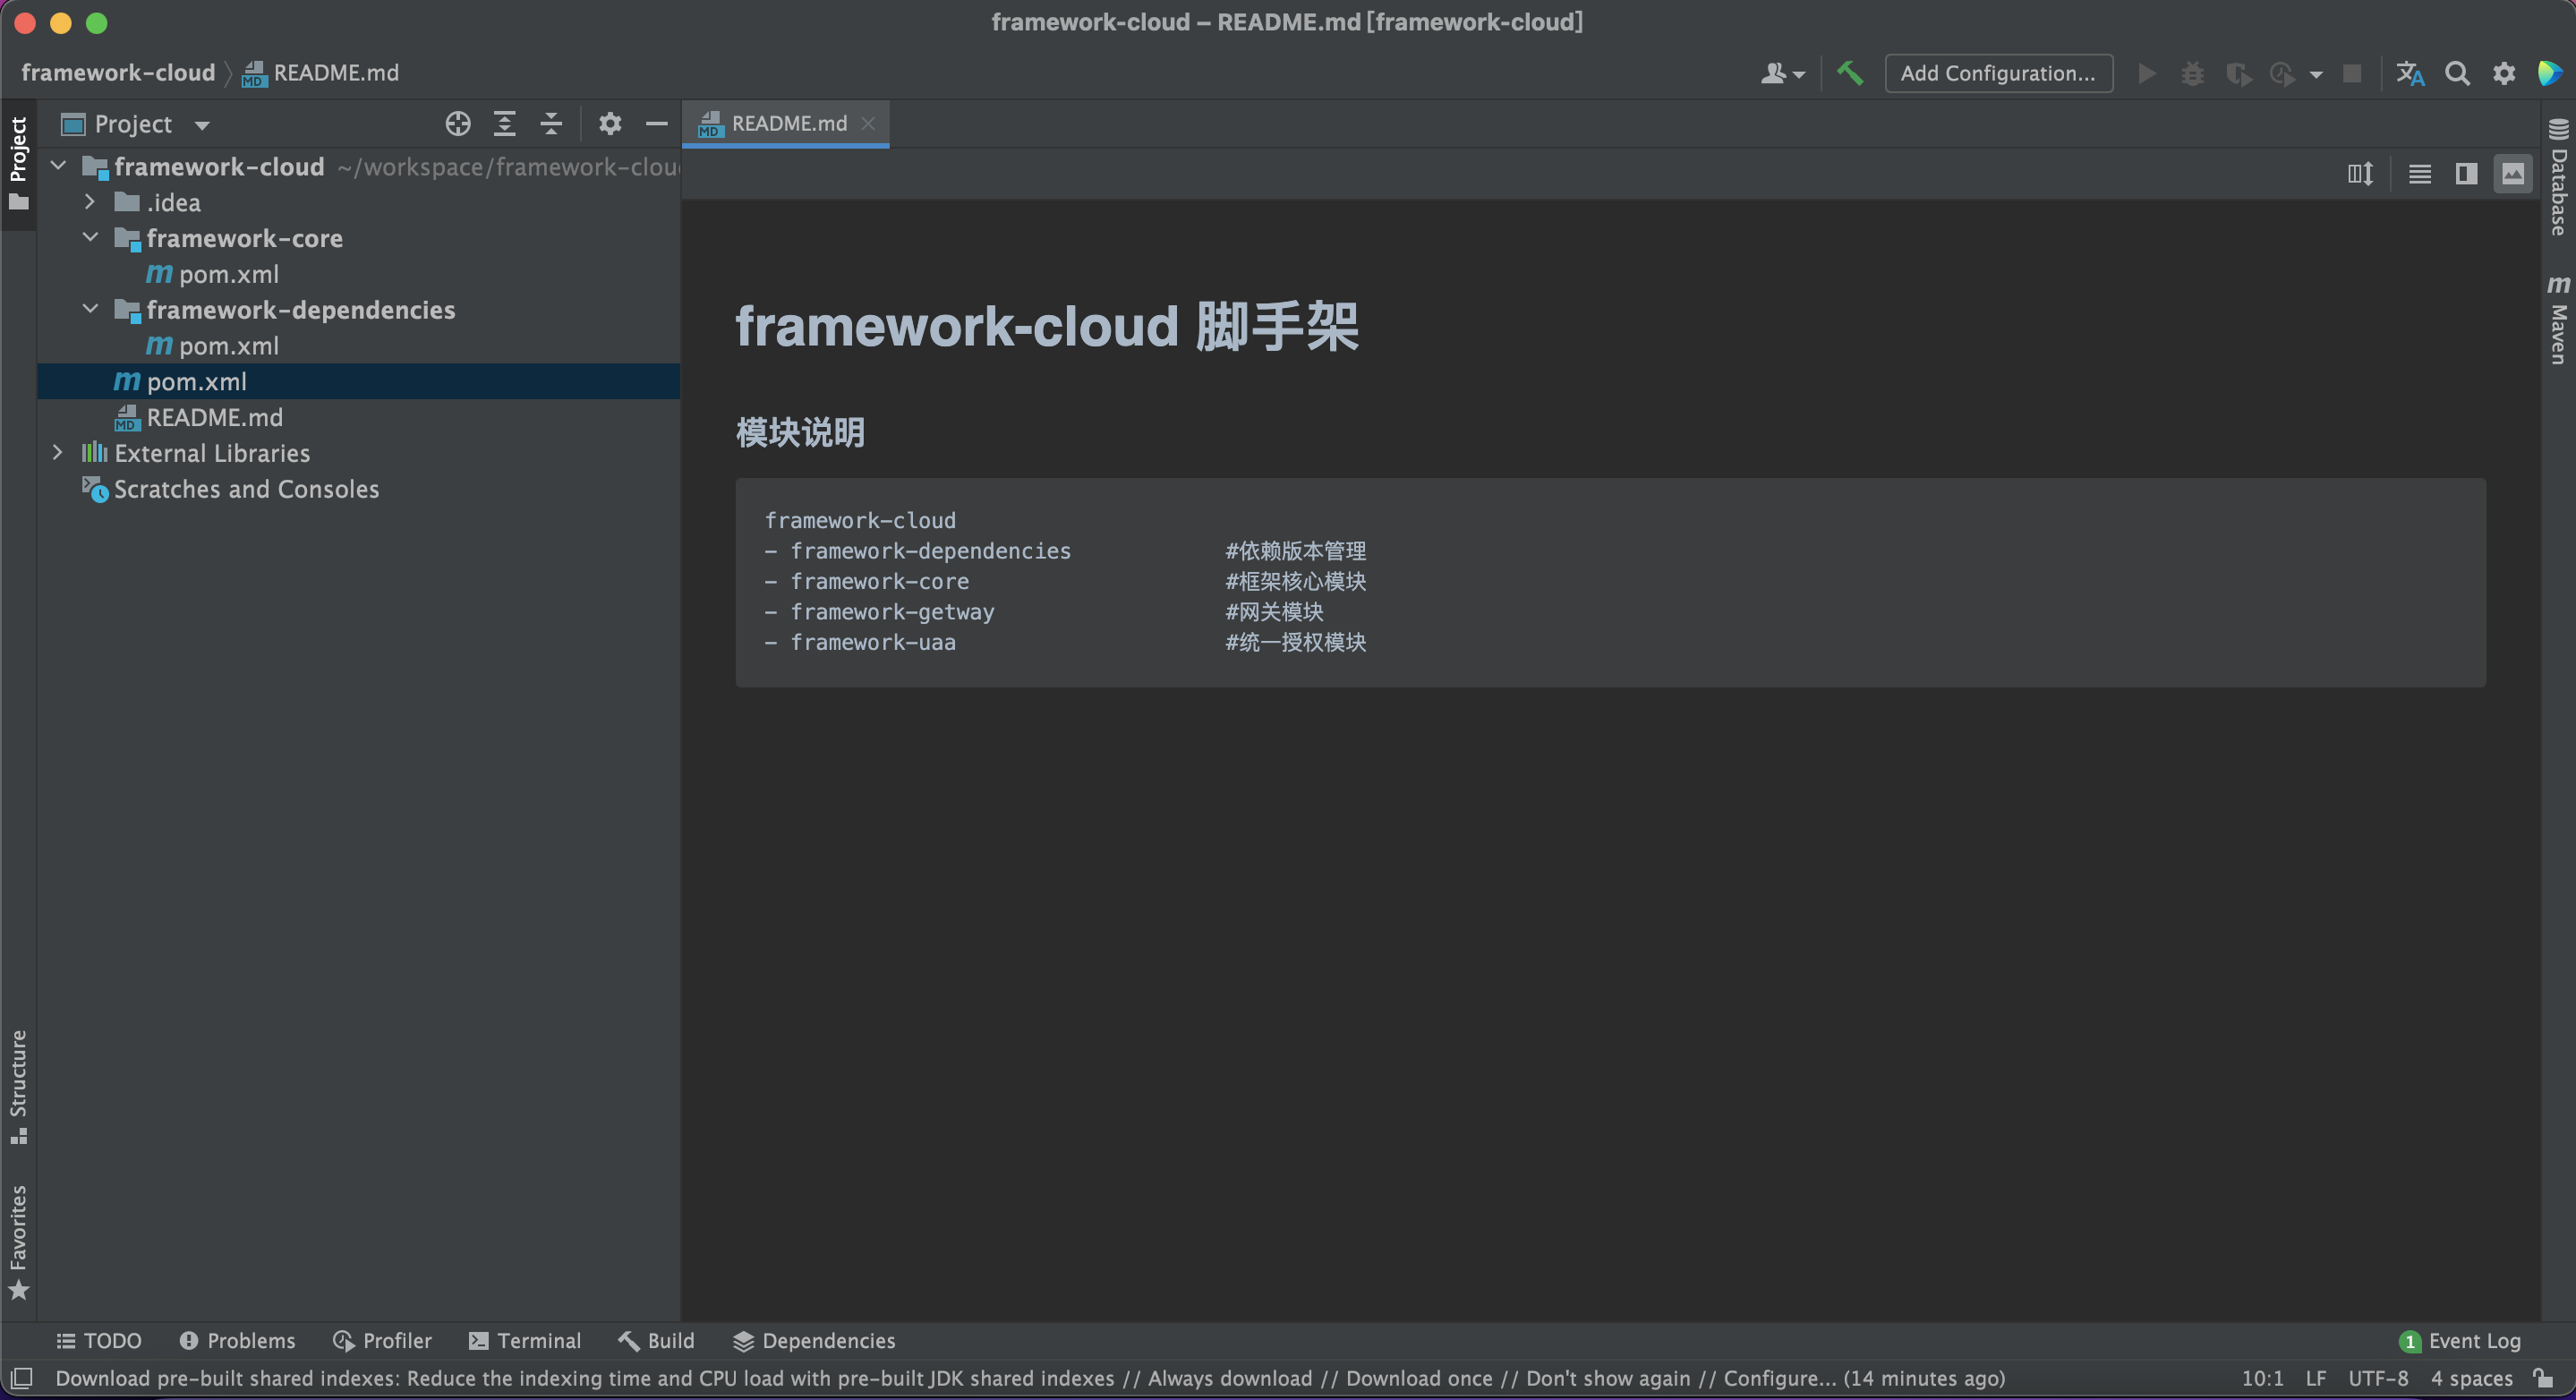 framework-cloud – README.md [framework-cloud]
framework-cloud README.md
Add Configuration...
Project
Project
README.md
framework-cloud ~/workspace/framework-clou
.idea
framework-core
pom.xml
framework-dependencies
pom.xml
pom.xml
README.md
External Libraries
Scratches and Consoles
framework-cloud 脚手架
模块说明
framework-cloud
- framework-dependencies #依赖版本管理
- framework-core #框架核心模块
- framework-getway #网关模块
- framework-uaa #统一授权模块
Database
Maven
Structure
Favorites
TODO Problems Profiler Terminal Build Dependencies 1 Event Log
Download pre-built shared indexes: Reduce the indexing time and CPU load with pre-built JDK shared indexes // Always download // Download once // Don't show again // Configure... (14 minutes ago) 10:1 LF UTF-8 4 spaces